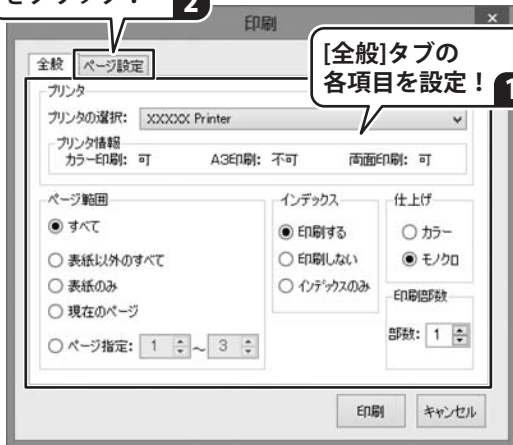 をクリック！
2
印刷
×
[全般]タブの
各項目を設定！
1
全般 ページ設定
プリンタ
プリンタの選択: XXXXX Printer
プリンタ情報
カラー印刷: 可 A3印刷: 不可 両面印刷: 可
ページ範囲
すべて
表紙以外のすべて
表紙のみ
現在のページ
ページ指定: 1 ～ 3
インデックス
印刷する
印刷しない
インデックスのみ
仕上げ
カラー
モノクロ
印刷部数
部数: 1
印刷 キャンセル